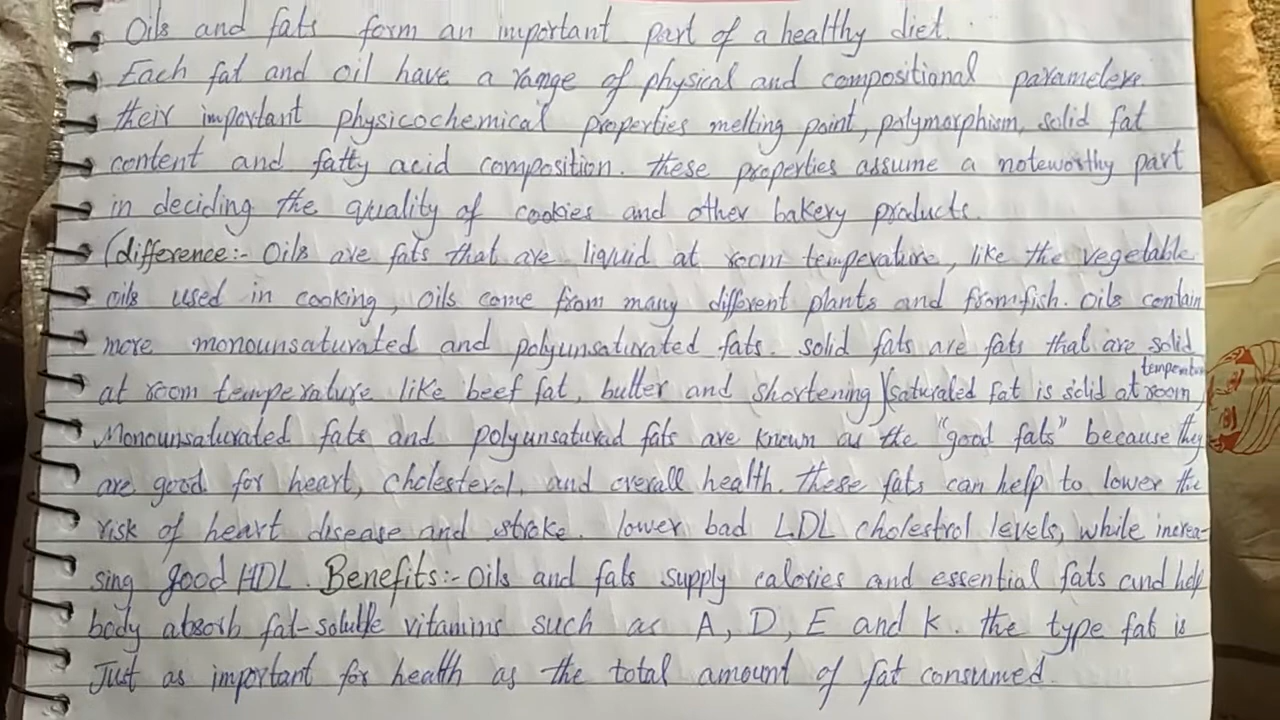 Oils and fats form an important part of a healthy diet.
Each fat and oil have a range of physical and compositional parameters
their important physicochemical properties melting point, polymorphism, solid fat
content and fatty acid composition. these properties assume a noteworthy part
in deciding the quality of cookies and other bakery products.
(difference:- Oils are fats that are liquid at room temperature, like the vegetable
oils used in cooking, oils come from many different plants and from fish. Oils contain
more monounsaturated and polyunsaturated fats. solid fats are fats that are solid
at room temperature like beef fat, butter and shortening)(saturated fat is solid at room temperature
Monounsaturated fats and polyunsaturad fats are known as the "good fats" because they
are good for heart, cholesterol, and overall health. these fats can help to lower the
risk of heart disease and stroke. lower bad LDL cholestrol levels, while increa-
sing good HDL. Benefits:- Oils and fats supply calories and essential fats and help
body absorb fat-soluble vitamins such as A, D, E and K. the type fat is
Just as important for health as the total amount of fat consumed.